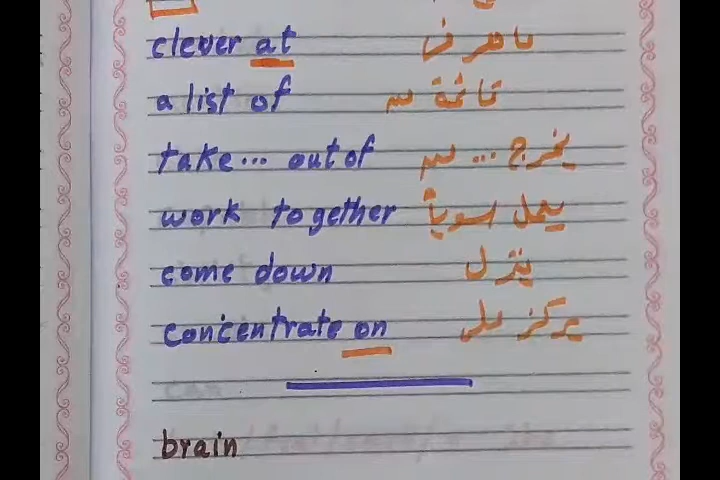 clever at ماهر في
a list of قائمة من
take... out of يخرج ... من
work together يعمل سوياً
come down ينزل
concentrate on يركز على
brain